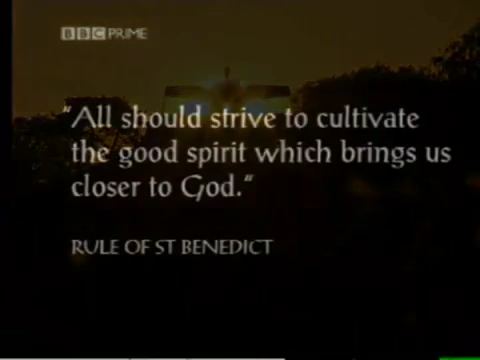 BBC PRIME
"All should strive to cultivate
the good spirit which brings us
closer to God."
RULE OF ST BENEDICT